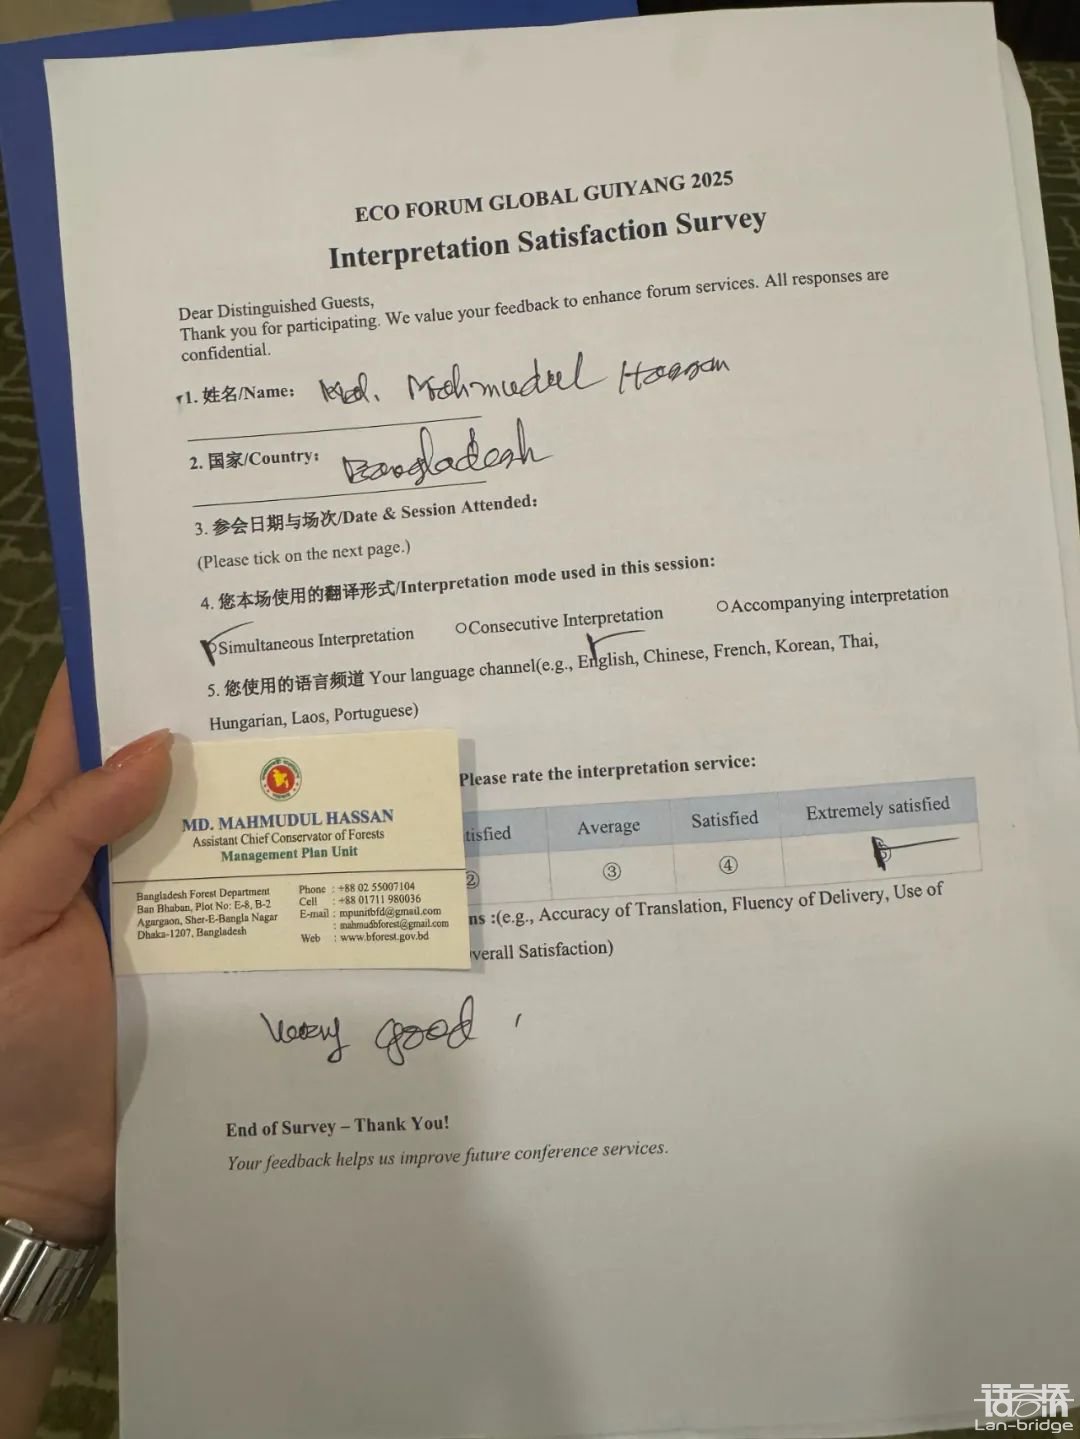 ECO FORUM GLOBAL GUIYANG 2025
Interpretation Satisfaction Survey
Dear Distinguished Guests,
Thank you for participating. We value your feedback to enhance forum services. All responses are
confidential.
1. 姓名/Name: Md. Mahmudul Hassan
2. 国家/Country: Bangladesh
3. 参会日期与场次/Date & Session Attended:
(Please tick on the next page.)
4. 您本场使用的翻译形式/Interpretation mode used in this session:
Simultaneous Interpretation ○Consecutive Interpretation ○Accompanying interpretation
5. 您使用的语言频道 Your language channel(e.g., English, Chinese, French, Korean, Thai,
Hungarian, Laos, Portuguese)
Please rate the interpretation service:
tisfied Average Satisfied Extremely satisfied
② ③ ④ ⑤
ns :(e.g., Accuracy of Translation, Fluency of Delivery, Use of
verall Satisfaction)
MD. MAHMUDUL HASSAN
Assistant Chief Conservator of Forests
Management Plan Unit
Bangladesh Forest Department
Ban Bhaban, Plot No: E-8, B-2
Agargaon, Sher-E-Bangla Nagar
Dhaka-1207, Bangladesh
Phone : +88 02 55007104
Cell : +88 01711 980036
E-mail : mpunitbfd@gmail.com
: mahmudbforest@gmail.com
Web : www.bforest.gov.bd
Very good
End of Survey – Thank You!
Your feedback helps us improve future conference services.
语言桥
Lan-bridge